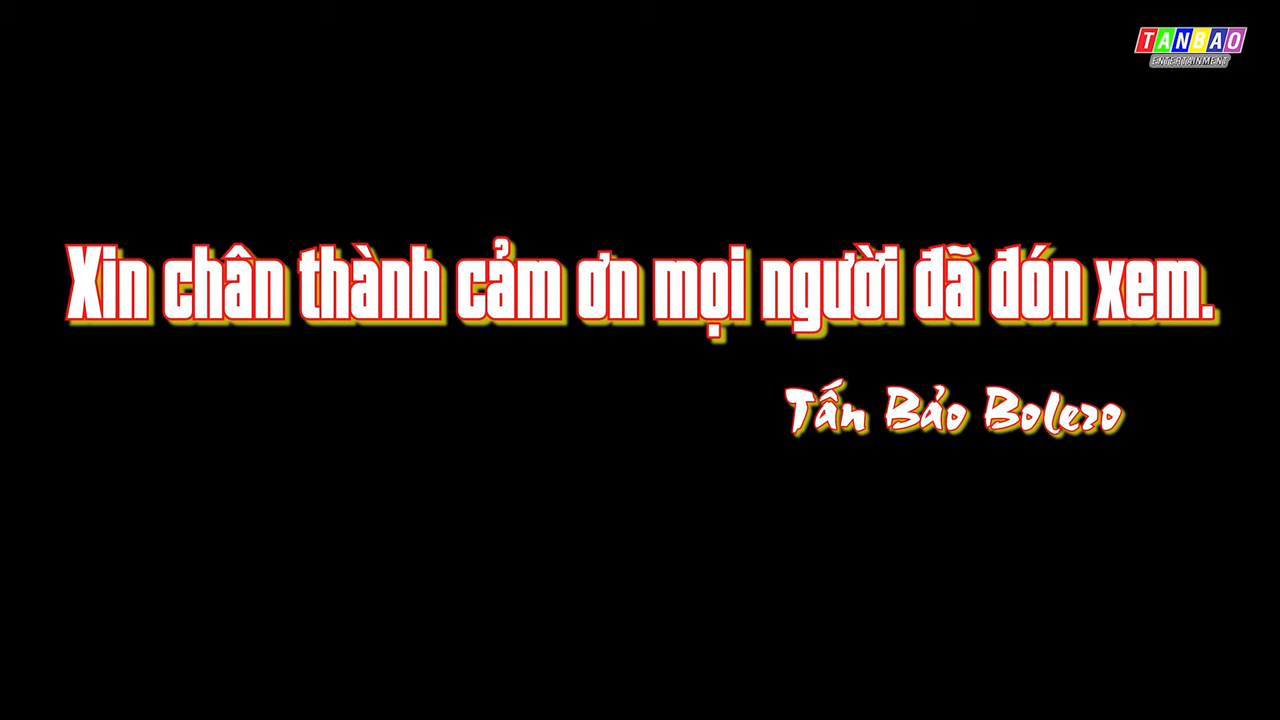 TANBAO
ENTERTAINMENT
Xin chân thành cảm ơn mọi người đã đón xem.
Tấn Bảo Bolero